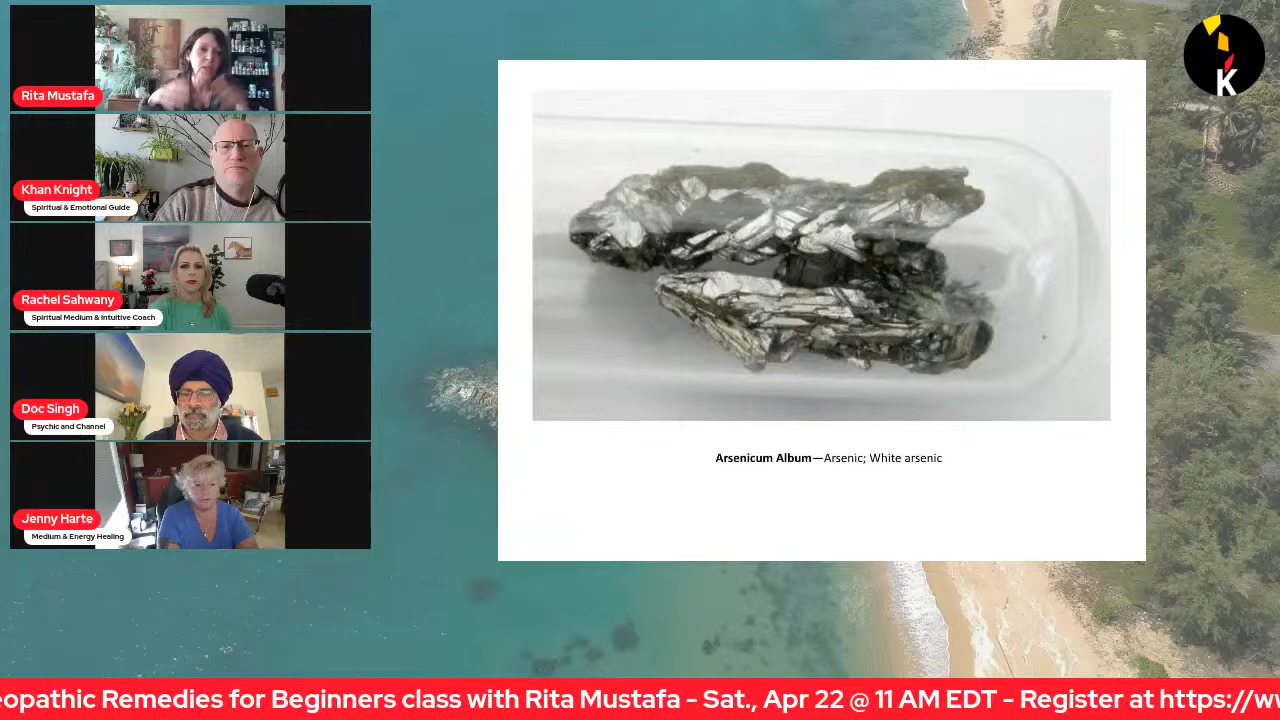 Rita Mustafa
Khan Knight
Spiritual & Emotional Guide
Rachel Sahwany
Spiritual Medium & Intuitive Coach
Doc Singh
Psychic and Channel
Jenny Harte
Medium & Energy Healing
K
Arsenicum Album—Arsenic; White arsenic
eopathic Remedies for Beginners class with Rita Mustafa - Sat., Apr 22 @ 11 AM EDT - Register at https://w